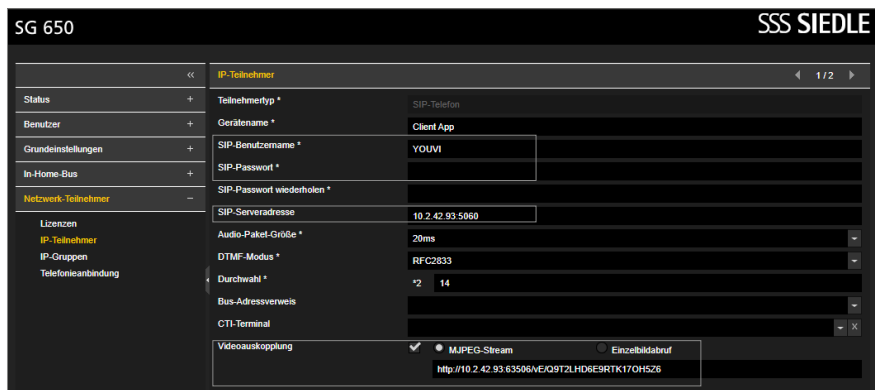 SG 650
SSS SIEDLE
«
Status +
Benutzer +
Grundeinstellungen +
In-Home-Bus +
Netzwerk-Teilnehmer −
Lizenzen
IP-Teilnehmer
IP-Gruppen
Telefonieanbindung
IP-Teilnehmer 1 / 2
Teilnehmertyp * SIP-Telefon
Gerätename * Client App
SIP-Benutzername * YOUVI
SIP-Passwort *
SIP-Passwort wiederholen *
SIP-Serveradresse 10.2.42.93:5060
Audio-Paket-Größe * 20ms
DTMF-Modus * RFC2833
Durchwahl * *2 14
Bus-Adressverweis
CTI-Terminal X
Videoauskopplung MJPEG-Stream Einzelbildabruf
http://10.2.42.93:63506/vE/Q9T2LHD6E9RTK17OH5Z6